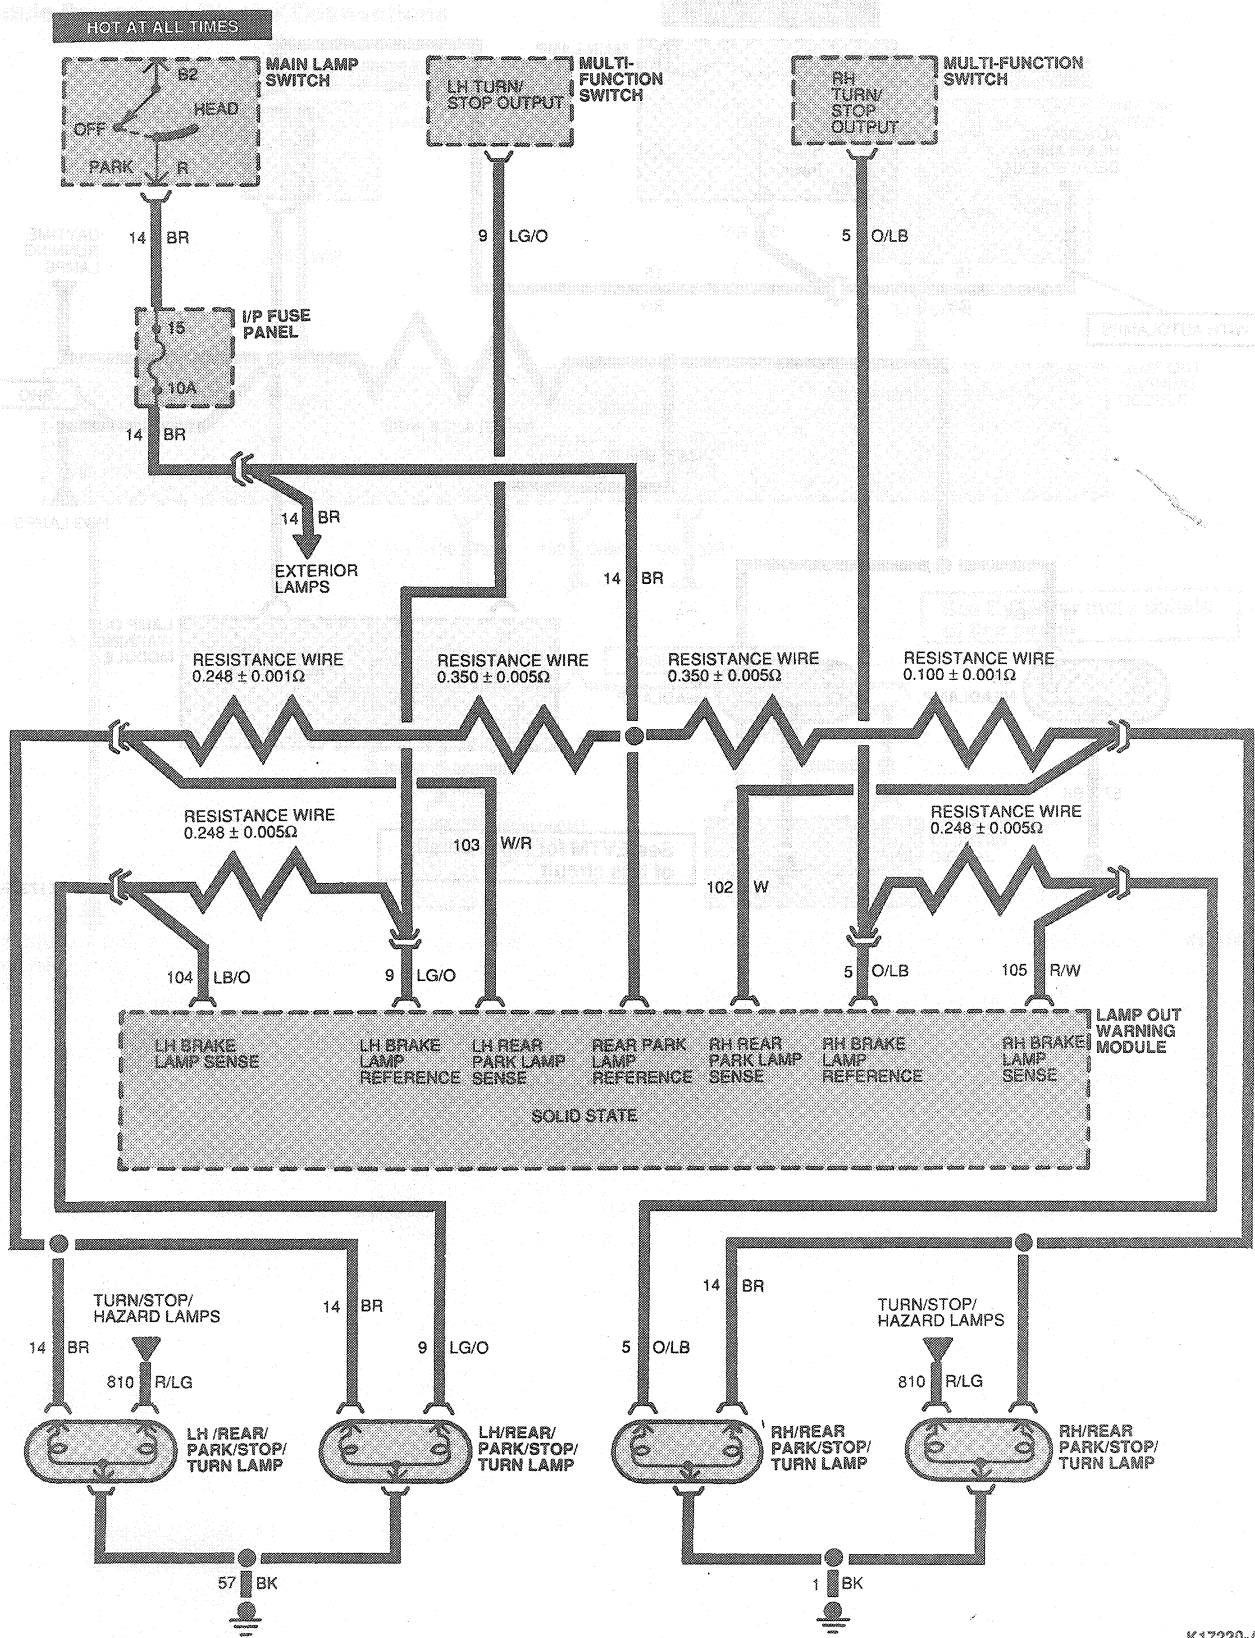 HOT AT ALL TIMES
B2
HEAD
OFF
PARK
R
MAIN LAMP
SWITCH
LH TURN/
STOP OUTPUT
MULTI-
FUNCTION
SWITCH
RH
TURN/
STOP
OUTPUT
MULTI-FUNCTION
SWITCH
14 BR
9 LG/O
5 O/LB
15
10A
I/P FUSE
PANEL
14 BR
14 BR
EXTERIOR
LAMPS
14 BR
RESISTANCE WIRE
0.248 ± 0.001Ω
RESISTANCE WIRE
0.350 ± 0.005Ω
RESISTANCE WIRE
0.350 ± 0.005Ω
RESISTANCE WIRE
0.100 ± 0.001Ω
RESISTANCE WIRE
0.248 ± 0.005Ω
RESISTANCE WIRE
0.248 ± 0.005Ω
103 W/R
102 W
104 LB/O
9 LG/O
5 O/LB
105 R/W
LH BRAKE
LAMP SENSE
LH BRAKE
LAMP
REFERENCE
LH REAR
PARK LAMP
SENSE
REAR PARK
LAMP
REFERENCE
RH REAR
PARK LAMP
SENSE
RH BRAKE
LAMP
REFERENCE
RH BRAKE
LAMP
SENSE
SOLID STATE
LAMP OUT
WARNING
MODULE
TURN/STOP/
HAZARD LAMPS
14 BR
810 R/LG
14 BR
9 LG/O
5 O/LB
14 BR
TURN/STOP/
HAZARD LAMPS
810 R/LG
LH /REAR/
PARK/STOP/
TURN LAMP
LH/REAR/
PARK/STOP/
TURN LAMP
RH/REAR
PARK/STOP/
TURN LAMP
RH/REAR
PARK/STOP/
TURN LAMP
57 BK
1 BK